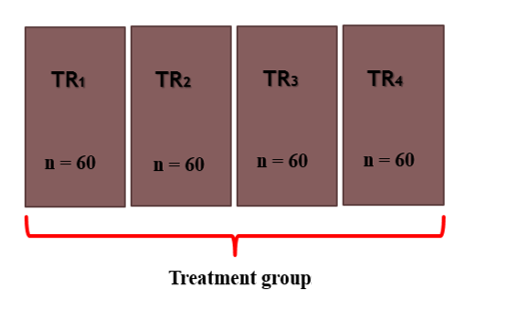 TR₁ TR₂ TR₃ TR₄
n = 60 n = 60 n = 60 n = 60
Treatment group